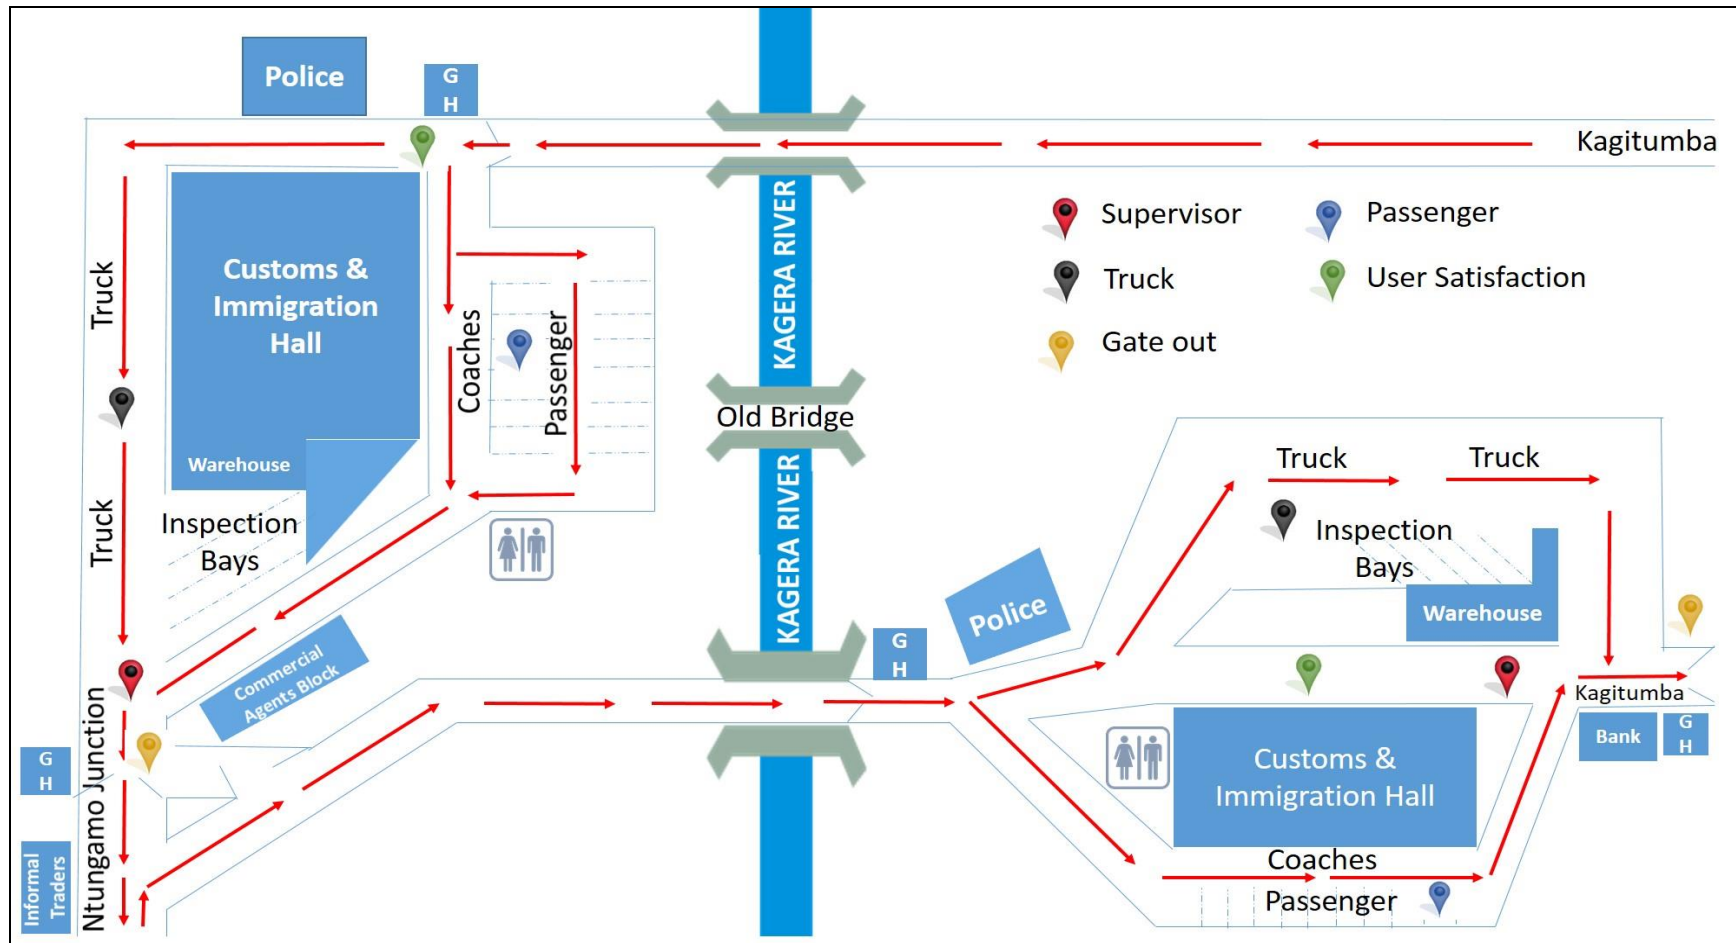 Police
G
H
Kagitumba
KAGERA RIVER
Supervisor
Passenger
Truck
User Satisfaction
Gate out
Truck
Customs &
Immigration
Hall
Coaches
Passenger
Warehouse
Old Bridge
Truck
Inspection
Bays
KAGERA RIVER
KAGERA RIVER
Truck
Truck
Inspection
Bays
Warehouse
Police
G
H
Commercial
Agents Block
Ntungamo Junction
G
H
Informal
Traders
Kagitumba
Bank
G
H
Customs &
Immigration Hall
Coaches
Passenger